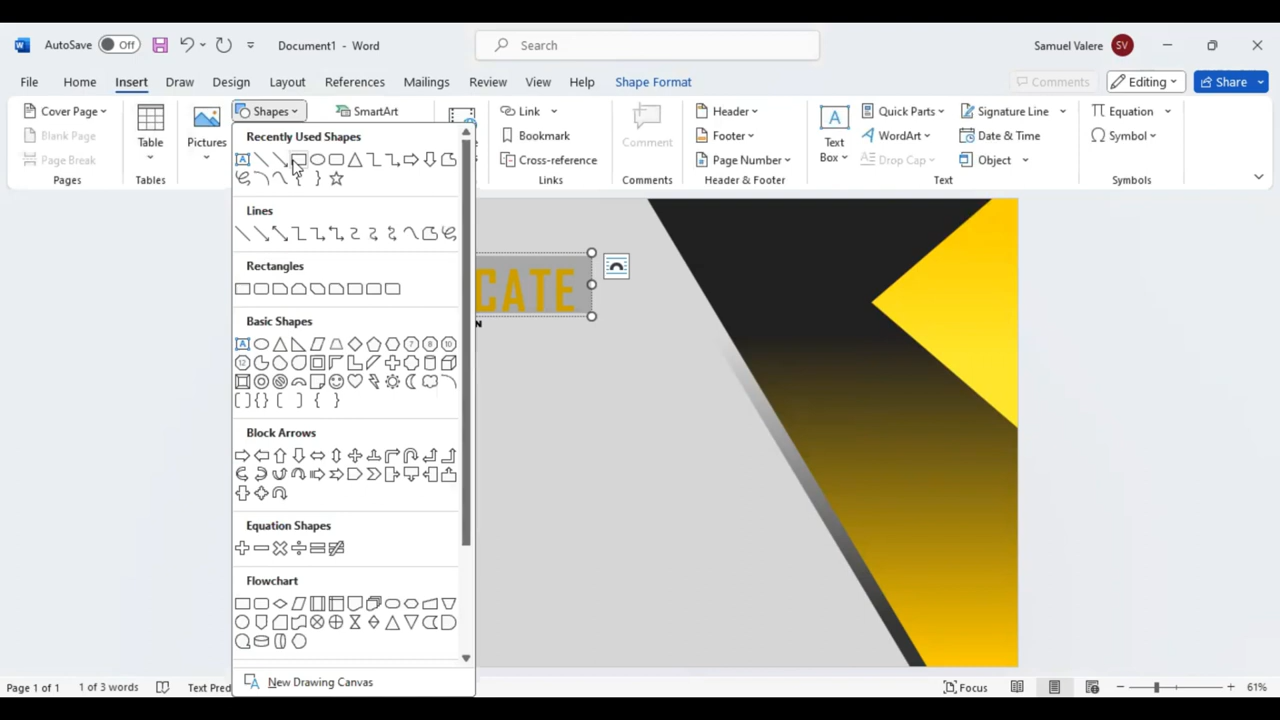 AutoSave Off Document1 - Word Search Samuel Valere SV
File Home Insert Draw Design Layout References Mailings Review View Help Shape Format Comments Editing Share
Cover Page Shapes SmartArt Link Header Quick Parts Signature Line Equation
Blank Page Bookmark Footer WordArt Date & Time Symbol
Page Break Table Pictures Cross-reference Comment Page Number Text Box Drop Cap Object
Pages Tables Links Comments Header & Footer Text Symbols
Recently Used Shapes
Lines
Rectangles
Basic Shapes
Block Arrows
Equation Shapes
Flowchart
New Drawing Canvas
CATE
N
Page 1 of 1 1 of 3 words Text Pred Focus 61%